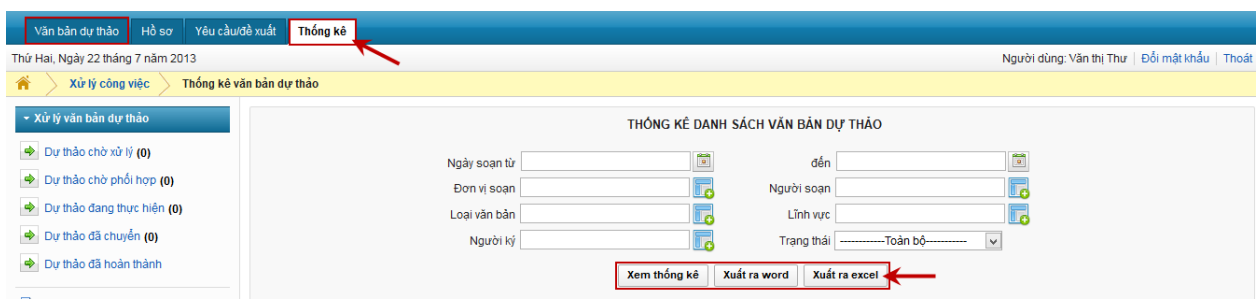 Văn bản dự thảo Hồ sơ Yêu cầu/đề xuất Thống kê
Thứ Hai, Ngày 22 tháng 7 năm 2013 Người dùng: Văn thị Thư | Đổi mật khẩu | Thoát
Xử lý công việc Thống kê văn bản dự thảo
Xử lý văn bản dự thảo
Dự thảo chờ xử lý (0)
Dự thảo chờ phối hợp (0)
Dự thảo đang thực hiện (0)
Dự thảo đã chuyển (0)
Dự thảo đã hoàn thành
THỐNG KÊ DANH SÁCH VĂN BẢN DỰ THẢO
Ngày soạn từ đến
Đơn vị soạn Người soạn
Loại văn bản Lĩnh vực
Người ký Trạng thái ------------Toàn bộ-----------
Xem thống kê Xuất ra word Xuất ra excel